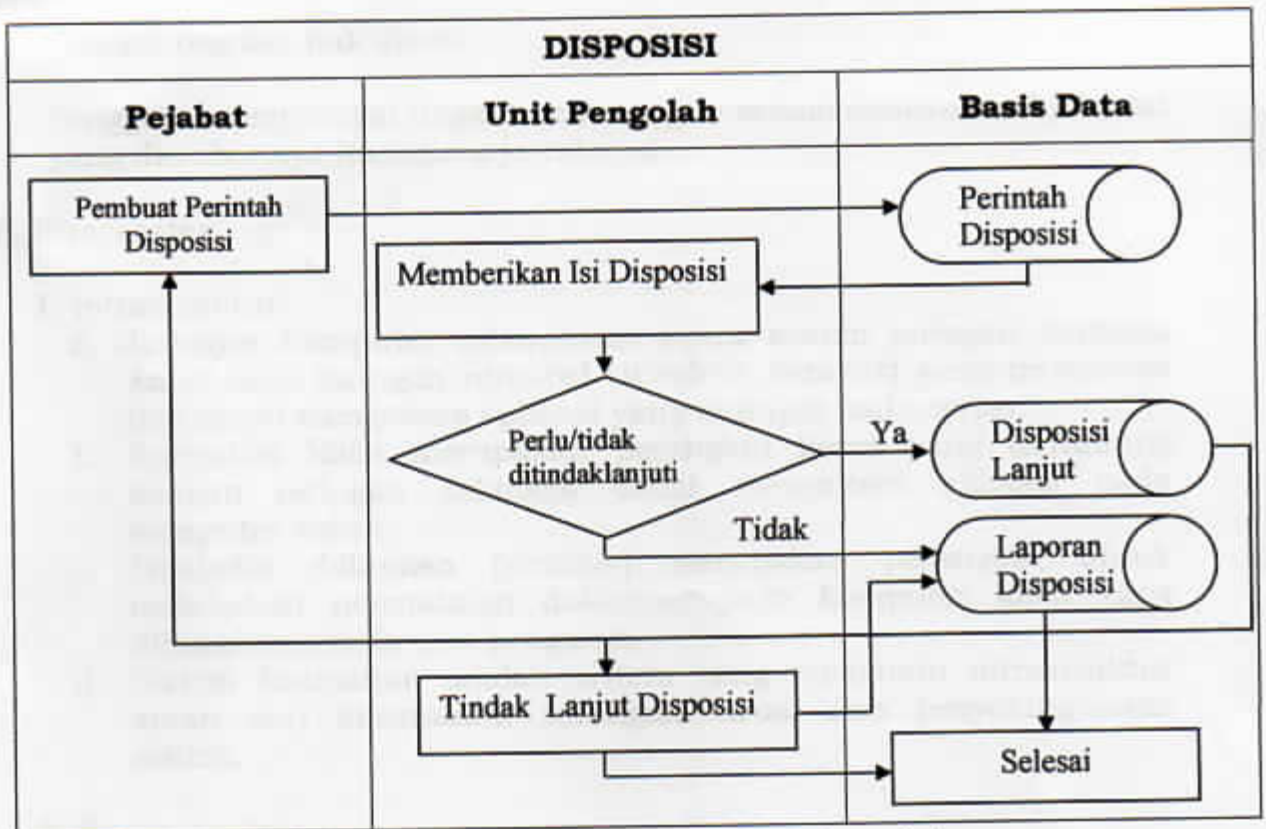 DISPOSISI
Pejabat
Unit Pengolah
Basis Data
Pembuat Perintah
Disposisi
Perintah
Disposisi
Memberikan Isi Disposisi
Perlu/tidak
ditindaklanjuti
Ya
Disposisi
Lanjut
Tidak
Laporan
Disposisi
Tindak Lanjut Disposisi
Selesai